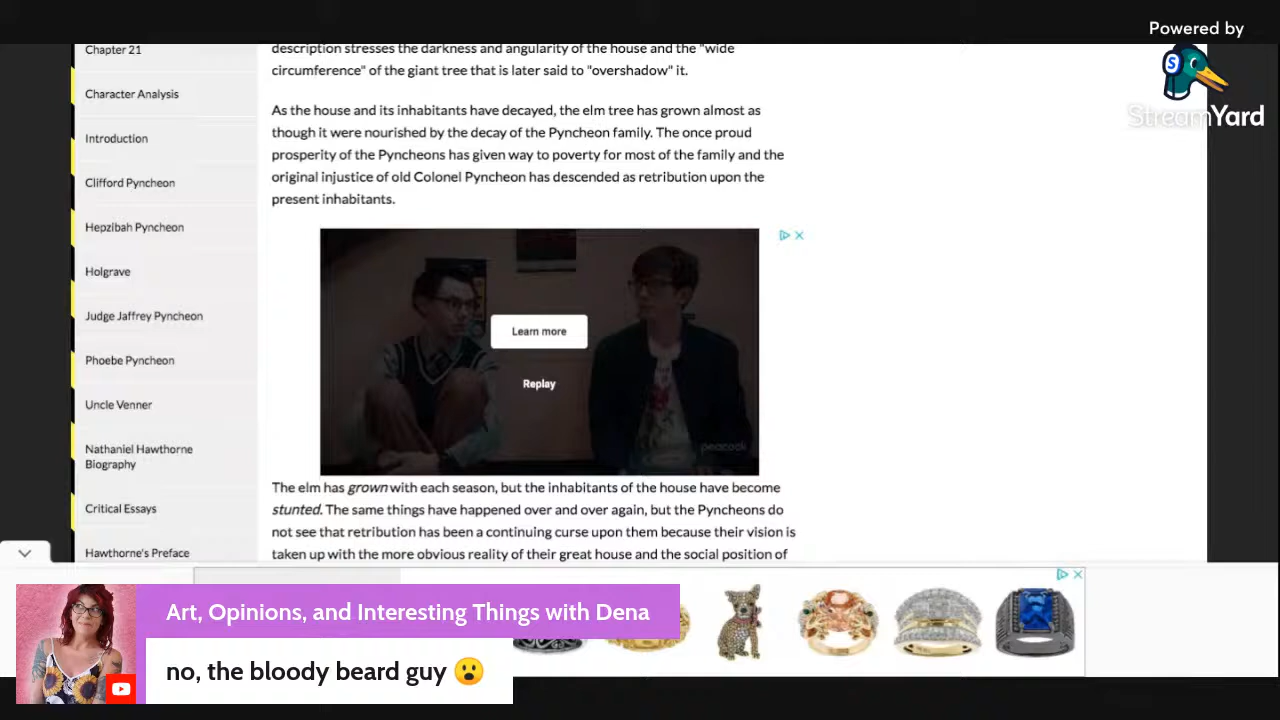 Powered by
StreamYard
Chapter 21
Character Analysis
Introduction
Clifford Pyncheon
Hepzibah Pyncheon
Holgrave
Judge Jaffrey Pyncheon
Phoebe Pyncheon
Uncle Venner
Nathaniel Hawthorne
Biography
Critical Essays
Hawthorne's Preface
description stresses the darkness and angularity of the house and the "wide
circumference" of the giant tree that is later said to "overshadow" it.
As the house and its inhabitants have decayed, the elm tree has grown almost as
though it were nourished by the decay of the Pyncheon family. The once proud
prosperity of the Pyncheons has given way to poverty for most of the family and the
original injustice of old Colonel Pyncheon has descended as retribution upon the
present inhabitants.
Learn more
Replay
peacock
The elm has grown with each season, but the inhabitants of the house have become
stunted. The same things have happened over and over again, but the Pyncheons do
not see that retribution has been a continuing curse upon them because their vision is
taken up with the more obvious reality of their great house and the social position of
Art, Opinions, and Interesting Things with Dena
no, the bloody beard guy 😮